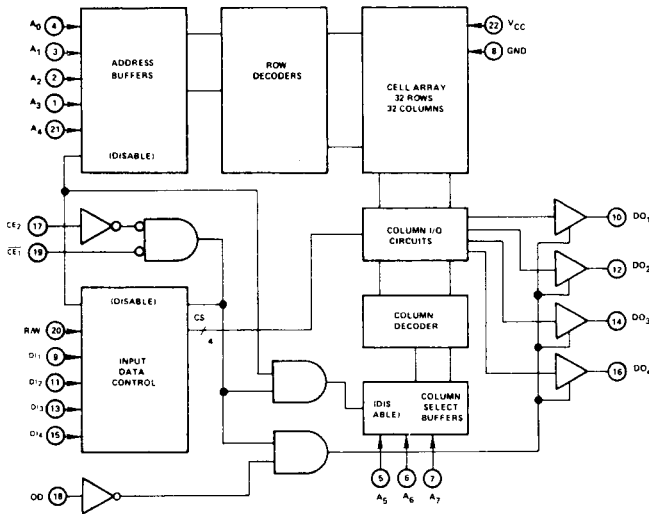 A0 4
A1 3
A2 2
A3 1
A4 21
ADDRESS
BUFFERS
(DISABLE)
ROW
DECODERS
CELL ARRAY
32 ROWS
32 COLUMNS
22 VCC
8 GND
CE2 17
CE1 19
COLUMN I/O
CIRCUITS
10 DO1
12 DO2
14 DO3
16 DO4
(DISABLE)
CS
4
R/W 20
DI1 9
DI2 11
DI3 13
DI4 15
INPUT
DATA
CONTROL
COLUMN
DECODER
(DIS
ABLE)
COLUMN
SELECT
BUFFERS
5 6 7
A5 A6 A7
OD 18